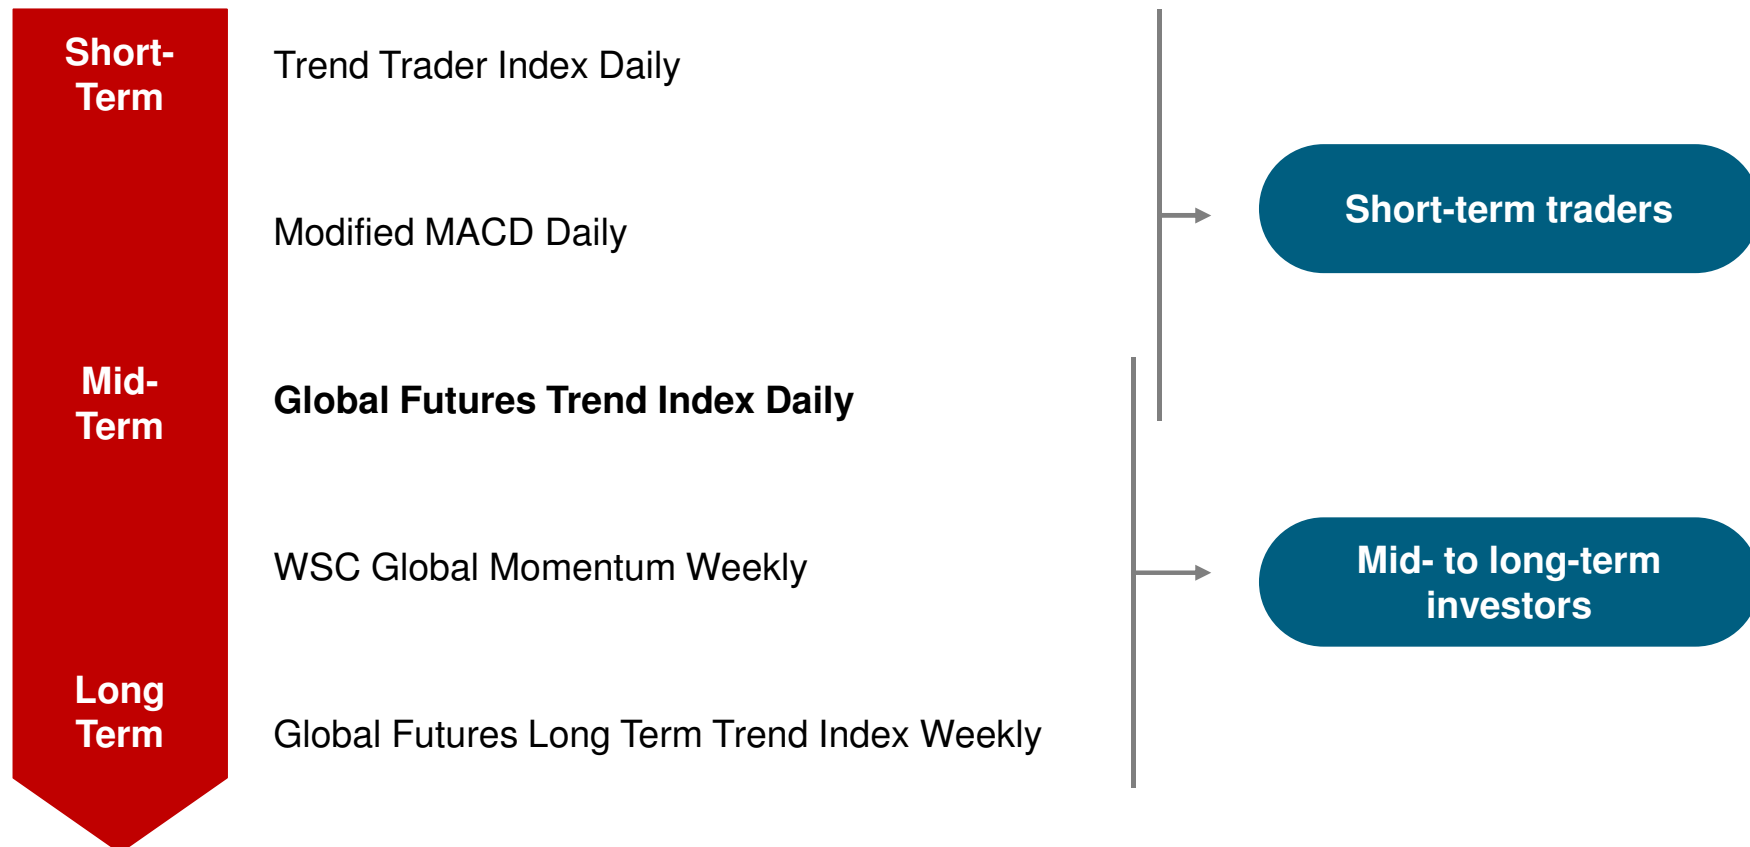 Short-
Term
Trend Trader Index Daily
Short-term traders
Modified MACD Daily
Mid-
Term
Global Futures Trend Index Daily
WSC Global Momentum Weekly
Mid- to long-term
investors
Long
Term
Global Futures Long Term Trend Index Weekly